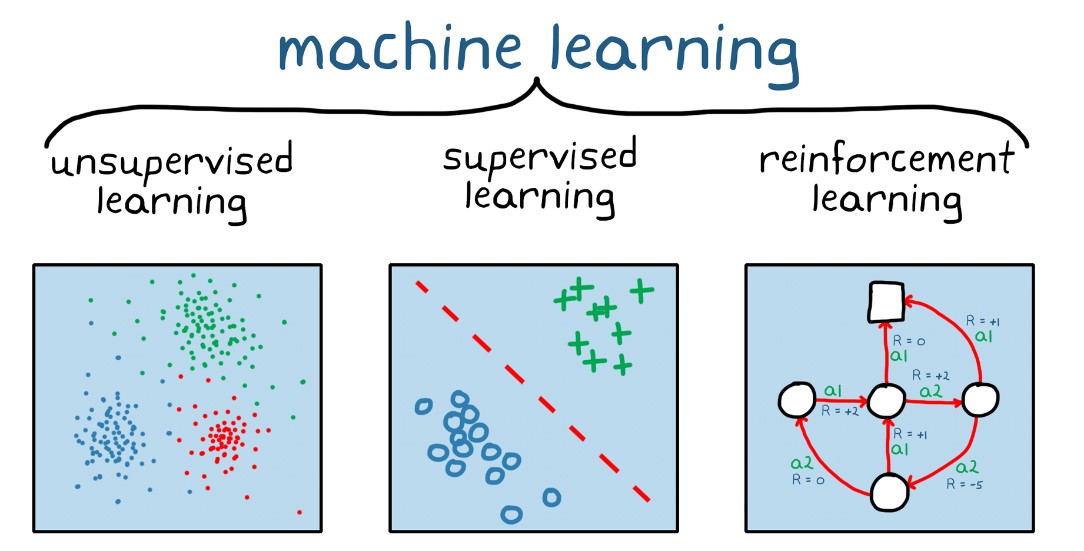 machine learning
unsupervised
learning
supervised
learning
reinforcement
learning
R = +1
a1
R = 0
a1
R = +2
a1
a2
R = +2
R = +1
a1
a2
R = 0
a2
R = -5